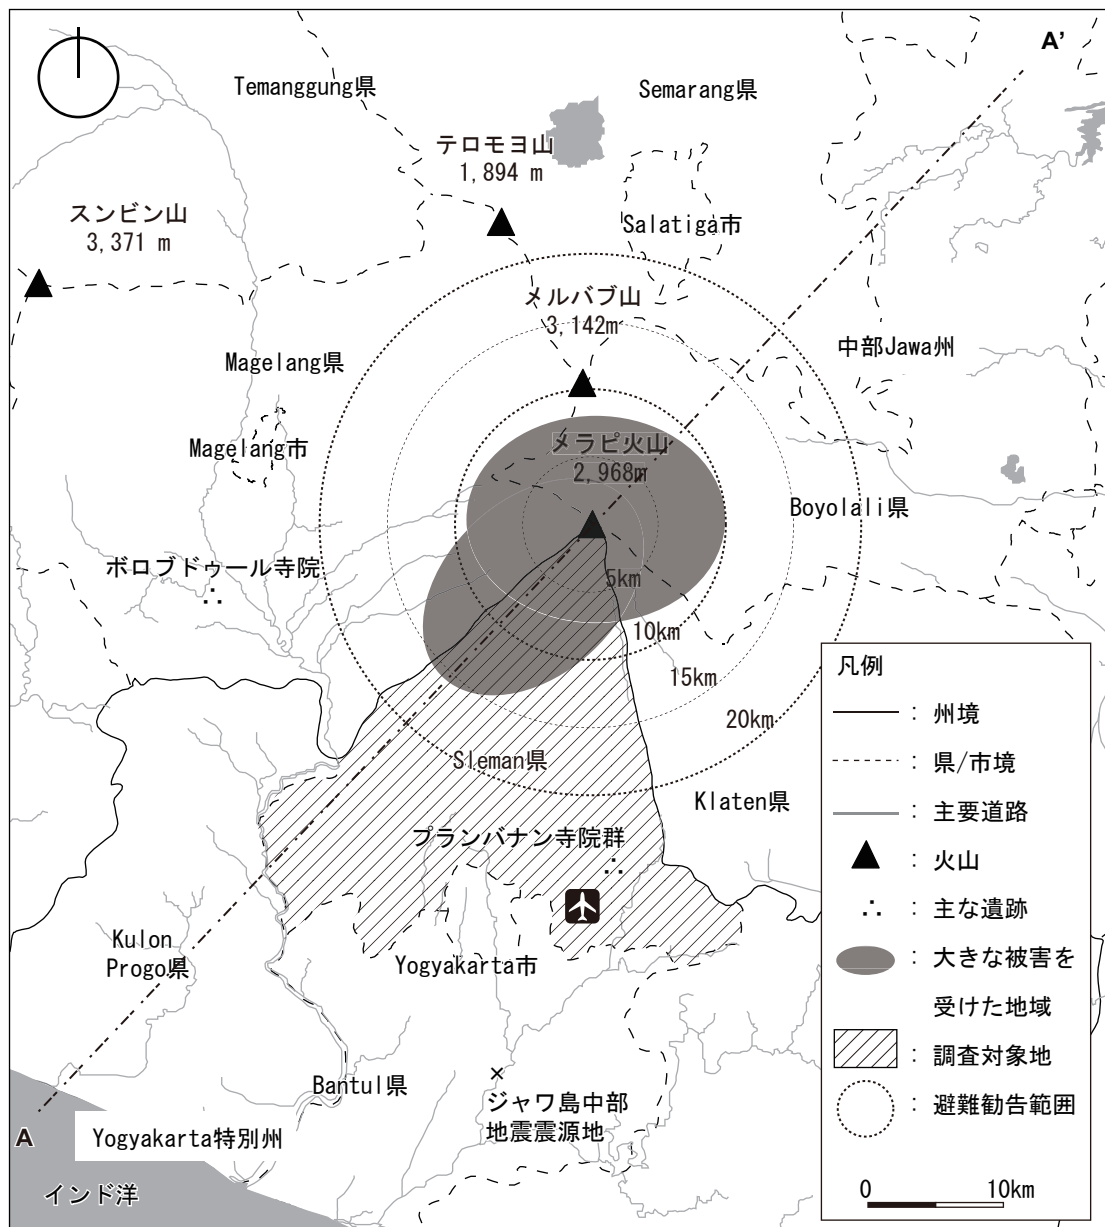 A'
Temanggung県
Semarang県
テロモヨ山
1,894 m
スンビン山
3,371 m
Salatiga市
メルバブ山
3,142m
中部Jawa州
Magelang県
Magelang市
メラピ火山
2,968m
Boyolali県
ボロブドゥール寺院
5km
10km
15km
20km
Sleman県
Klaten県
プランバナン寺院群
Kulon
Progo県
Yogyakarta市
Bantul県
ジャワ島中部
地震震源地
A
Yogyakarta特別州
インド洋
凡例
: 州境
: 県/市境
: 主要道路
: 火山
: 主な遺跡
: 大きな被害を
受けた地域
: 調査対象地
: 避難勧告範囲
0 10km